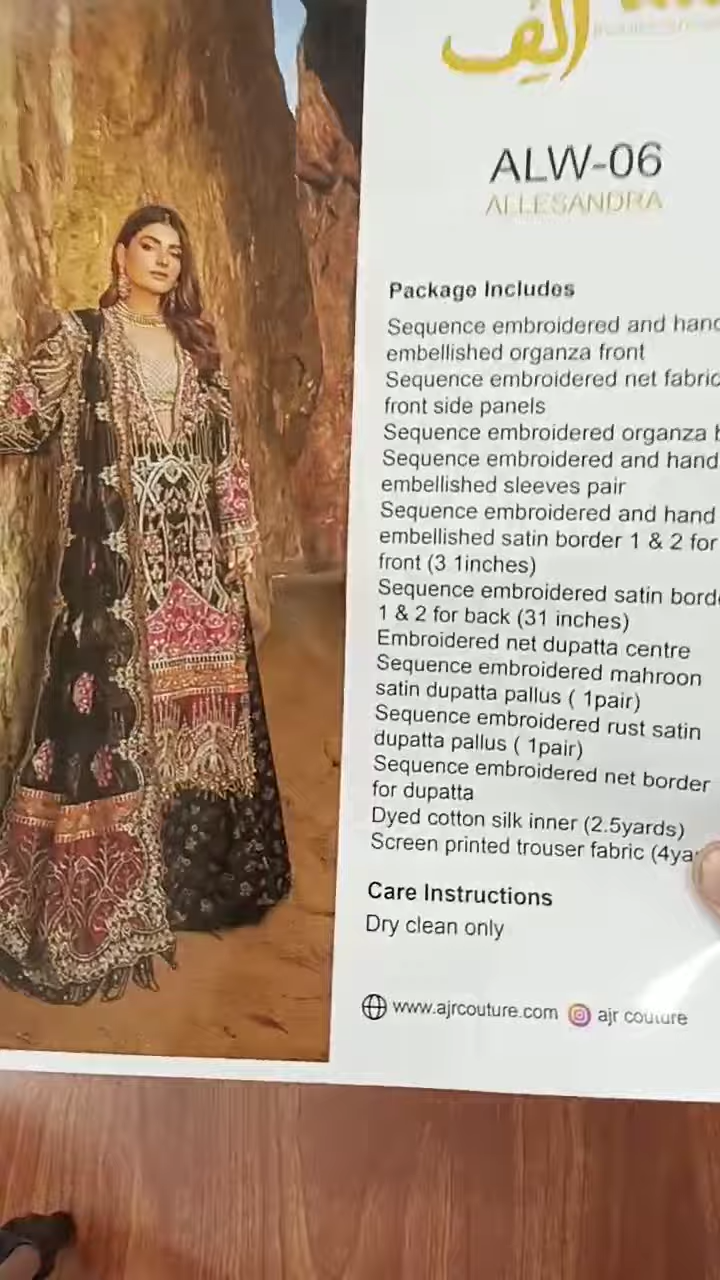 الف
ALW-06
ALLESANDRA
Package Includes
Sequence embroidered and hand
embellished organza front
Sequence embroidered net fabric
front side panels
Sequence embroidered organza
Sequence embroidered and hand
embellished sleeves pair
Sequence embroidered and hand
embellished satin border 1 & 2 for
front (3 1inches)
Sequence embroidered satin bord
1 & 2 for back (31 inches)
Embroidered net dupatta centre
Sequence embroidered mahroon
satin dupatta pallus ( 1pair)
Sequence embroidered rust satin
dupatta pallus ( 1pair)
Sequence embroidered net border
for dupatta
Dyed cotton silk inner (2.5yards)
Screen printed trouser fabric (4ya
Care Instructions
Dry clean only
www.ajrcouture.com ajr couture